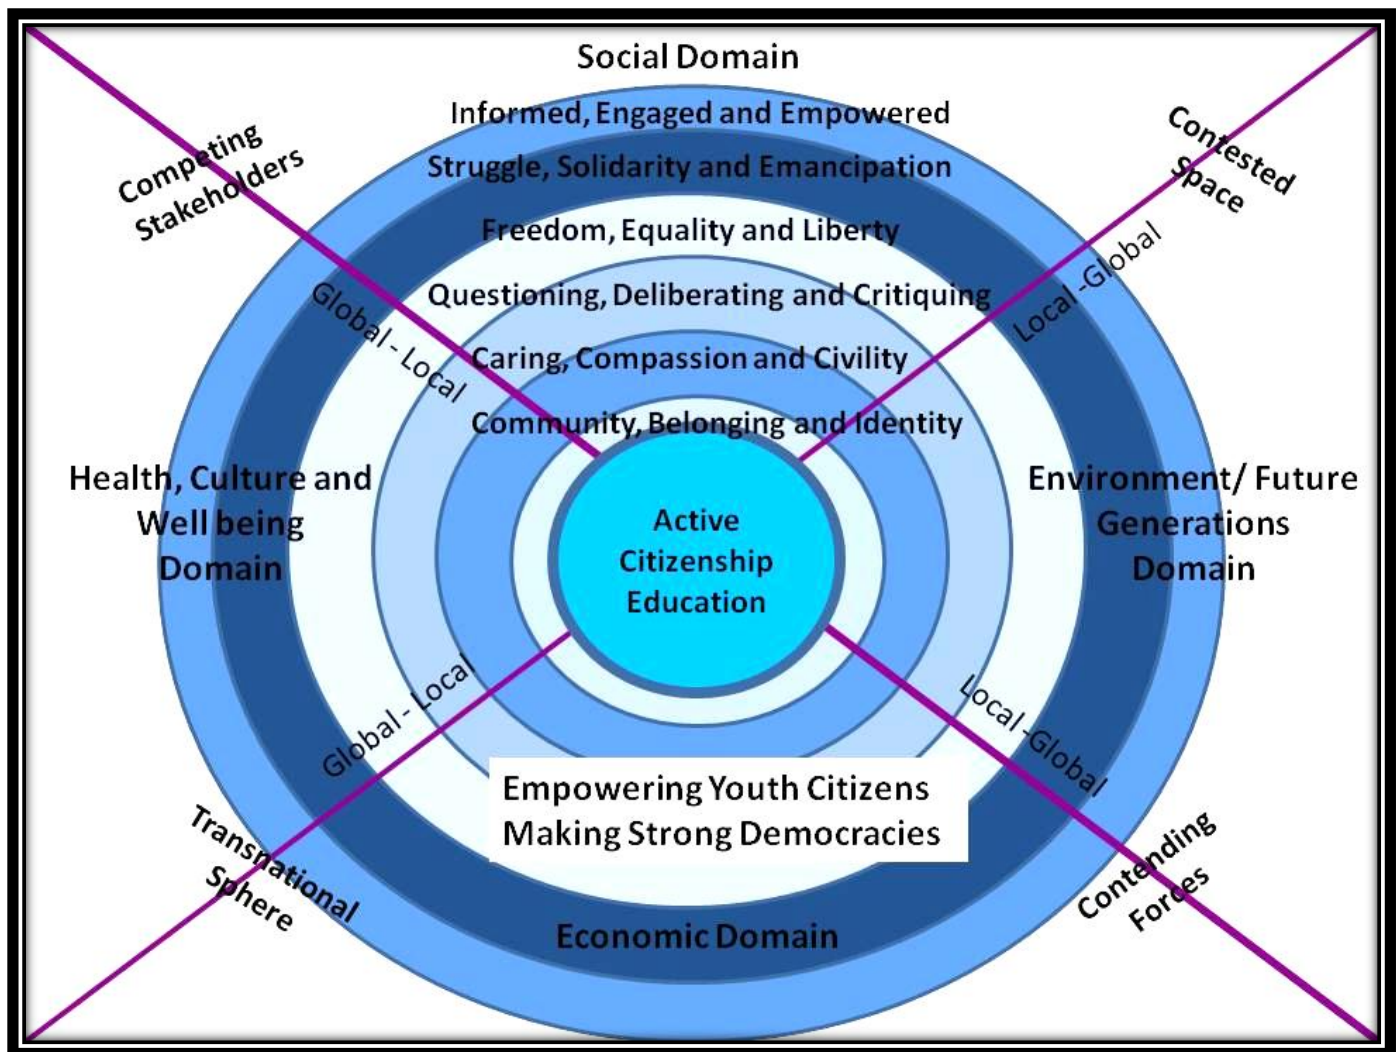 Social Domain
Informed, Engaged and Empowered
Competing
Stakeholders
Contested
Space
Struggle, Solidarity and Emancipation
Freedom, Equality and Liberty
Global - Local
Local -Global
Questioning, Deliberating and Critiquing
Caring, Compassion and Civility
Community, Belonging and Identity
Health, Culture and
Well being
Domain
Active
Citizenship
Education
Environment/ Future
Generations
Domain
Global - Local
Local -Global
Empowering Youth Citizens
Making Strong Democracies
Transnational
Sphere
Contending
Forces
Economic Domain